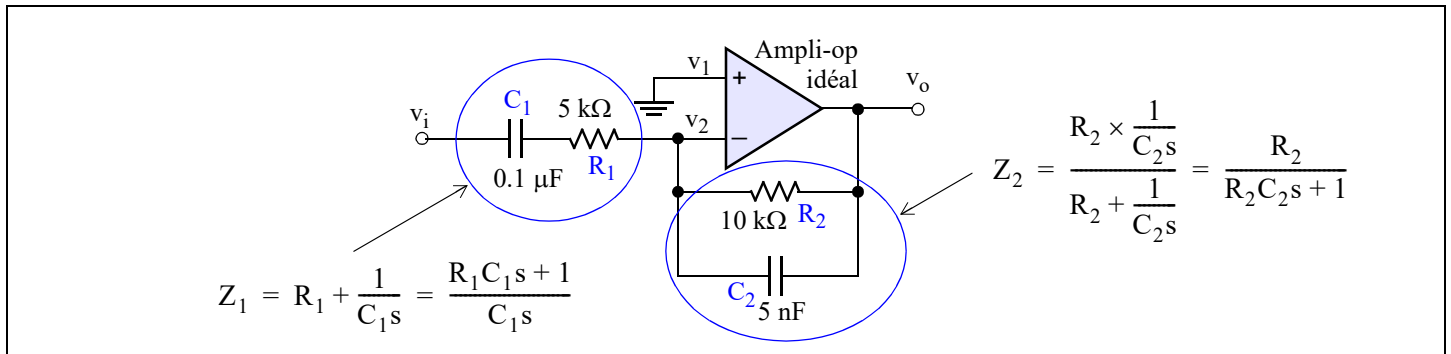 Ampli-op
idéal
v₁
+
vₒ
C₁
5 kΩ
vᵢ
v₂
−
0.1 μF
R₁
10 kΩ
R₂
C₂
5 nF
Z₁ = R₁ + 1/(C₁s) = (R₁C₁s + 1)/(C₁s)
Z₂ = (R₂ × 1/(C₂s))/(R₂ + 1/(C₂s)) = R₂/(R₂C₂s + 1)